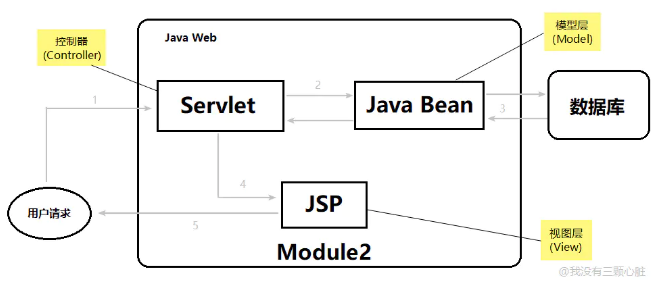 Java Web
控制器
(Controller)
模型层
(Model)
1
Servlet
2
Java Bean
3
数据库
4
用户请求
JSP
5
视图层
(View)
Module2
@我没有三颗心脏